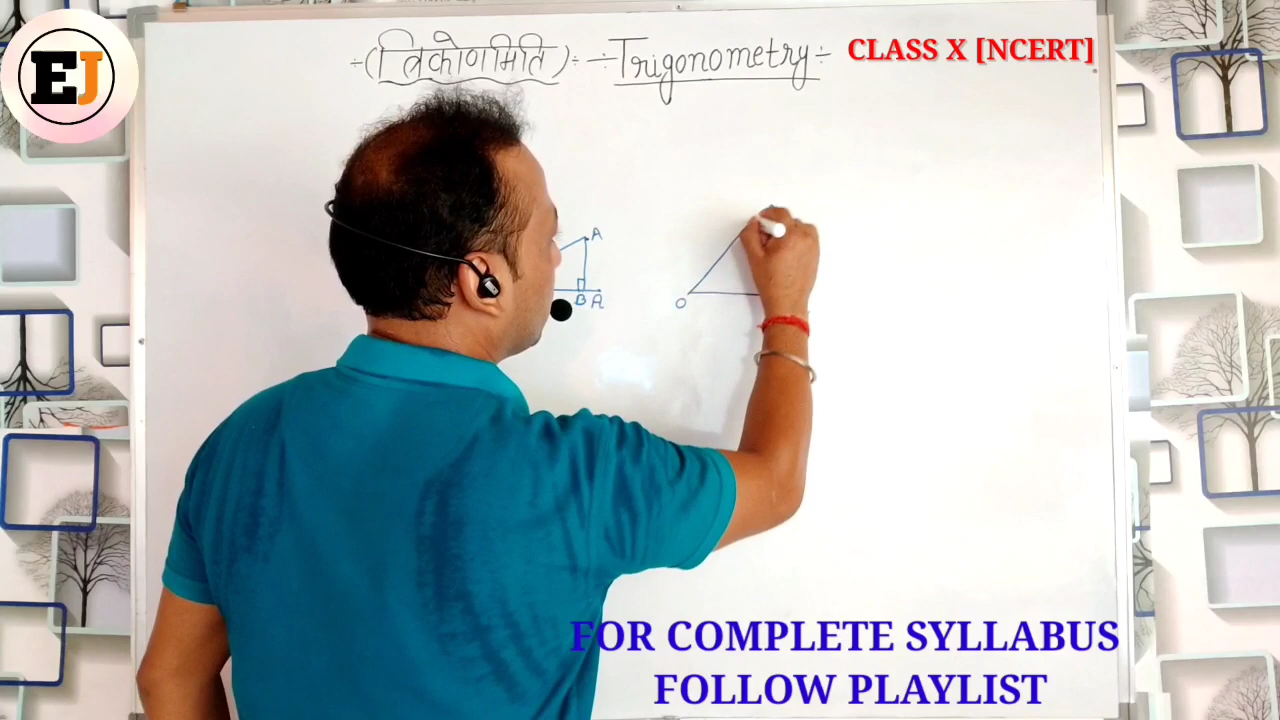 EJ
÷(त्रिकोणमिति)÷ —Trigonometry÷
CLASS X [NCERT]
A
B A
O
FOR COMPLETE SYLLABUS
FOLLOW PLAYLIST